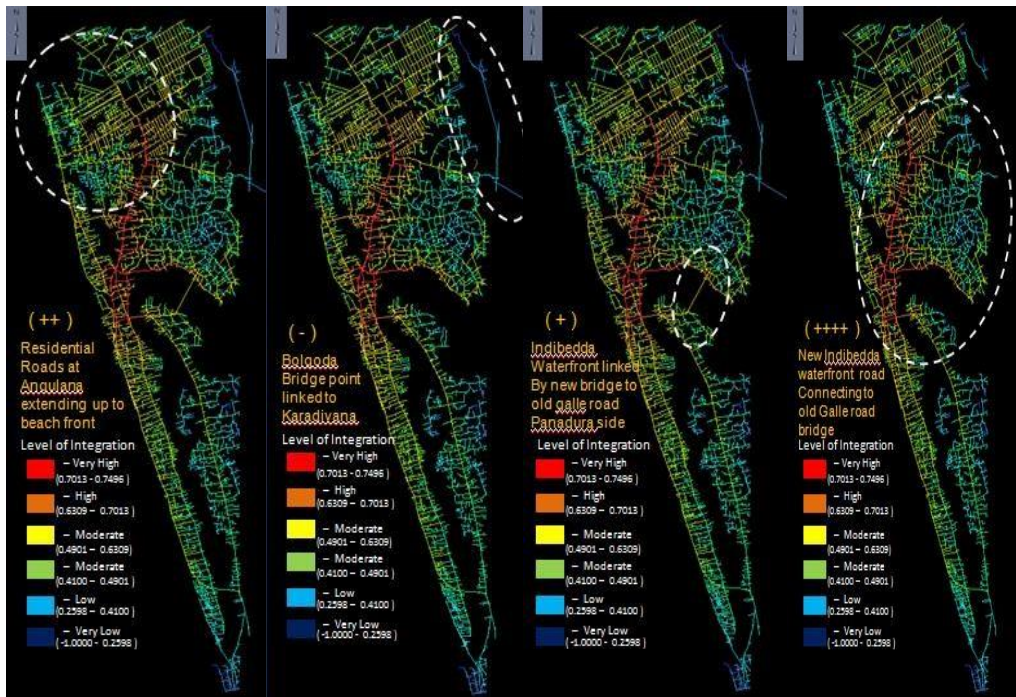 ( ++ )
Residential
Roads at
Angulana
extending up to
beach front
Level of Integration
– Very High
(0.7013 - 0.7496)
– High
(0.6309 – 0.7013)
– Moderate
(0.4901 – 0.6309)
– Moderate
(0.4100 – 0.4901)
– Low
(0.2598 – 0.4100)
– Very Low
( -1.0000 - 0.2598)
( - )
Bolgoda
Bridge point
linked to
Karadiyana
Level of Integration
– Very High
(0.7013 - 0.7496)
– High
(0.6309 – 0.7013)
– Moderate
(0.4901 – 0.6309)
– Moderate
(0.4100 – 0.4901)
– Low
(0.2598 – 0.4100)
– Very Low
( -1.0000 - 0.2598)
( + )
Indibedda
Waterfront linked
By new bridge to
old galle road
Panadura side
Level of Integration
– Very High
(0.7013 - 0.7496)
– High
(0.6309 – 0.7013)
– Moderate
(0.4901 – 0.6309)
– Moderate
(0.4100 – 0.4901)
– Low
(0.2598 – 0.4100)
– Very Low
( -1.0000 - 0.2598)
( ++++ )
New Indibedda
waterfront road
Connecting to
old Galle road
bridge
Level of Integration
– Very High
(0.7013 - 0.7496)
– High
(0.6309 – 0.7013)
– Moderate
(0.4901 – 0.6309)
– Moderate
(0.4100 – 0.4901)
– Low
(0.2598 – 0.4100)
– Very Low
( -1.0000 - 0.2598)